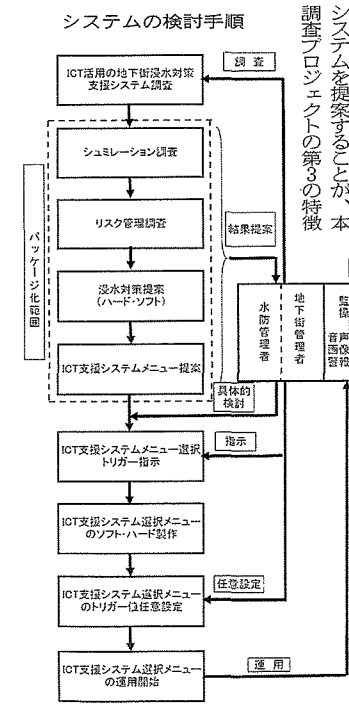 システムを提案することが、本
調査プロジェクトの第3の特徴
システムの検討手順
調 査
ICT活用の地下街浸水対策
支援システム調査
シュミレーション調査
リスク管理調査
結果提案
パッケージ化範囲
浸水対策提案
(ハード・ソフト)
水防管理者
地下街管理者
ICT支援システムメニュー提案
具体的
検討
ICT支援システムメニュー選択
トリガー指示
指示
ICT支援システム選択メニュー
のソフト・ハード製作
ICT支援システム選択メニュー
のトリガー位任意設定
任意設定
ICT支援システム選択メニュー
の運用開始
運 用